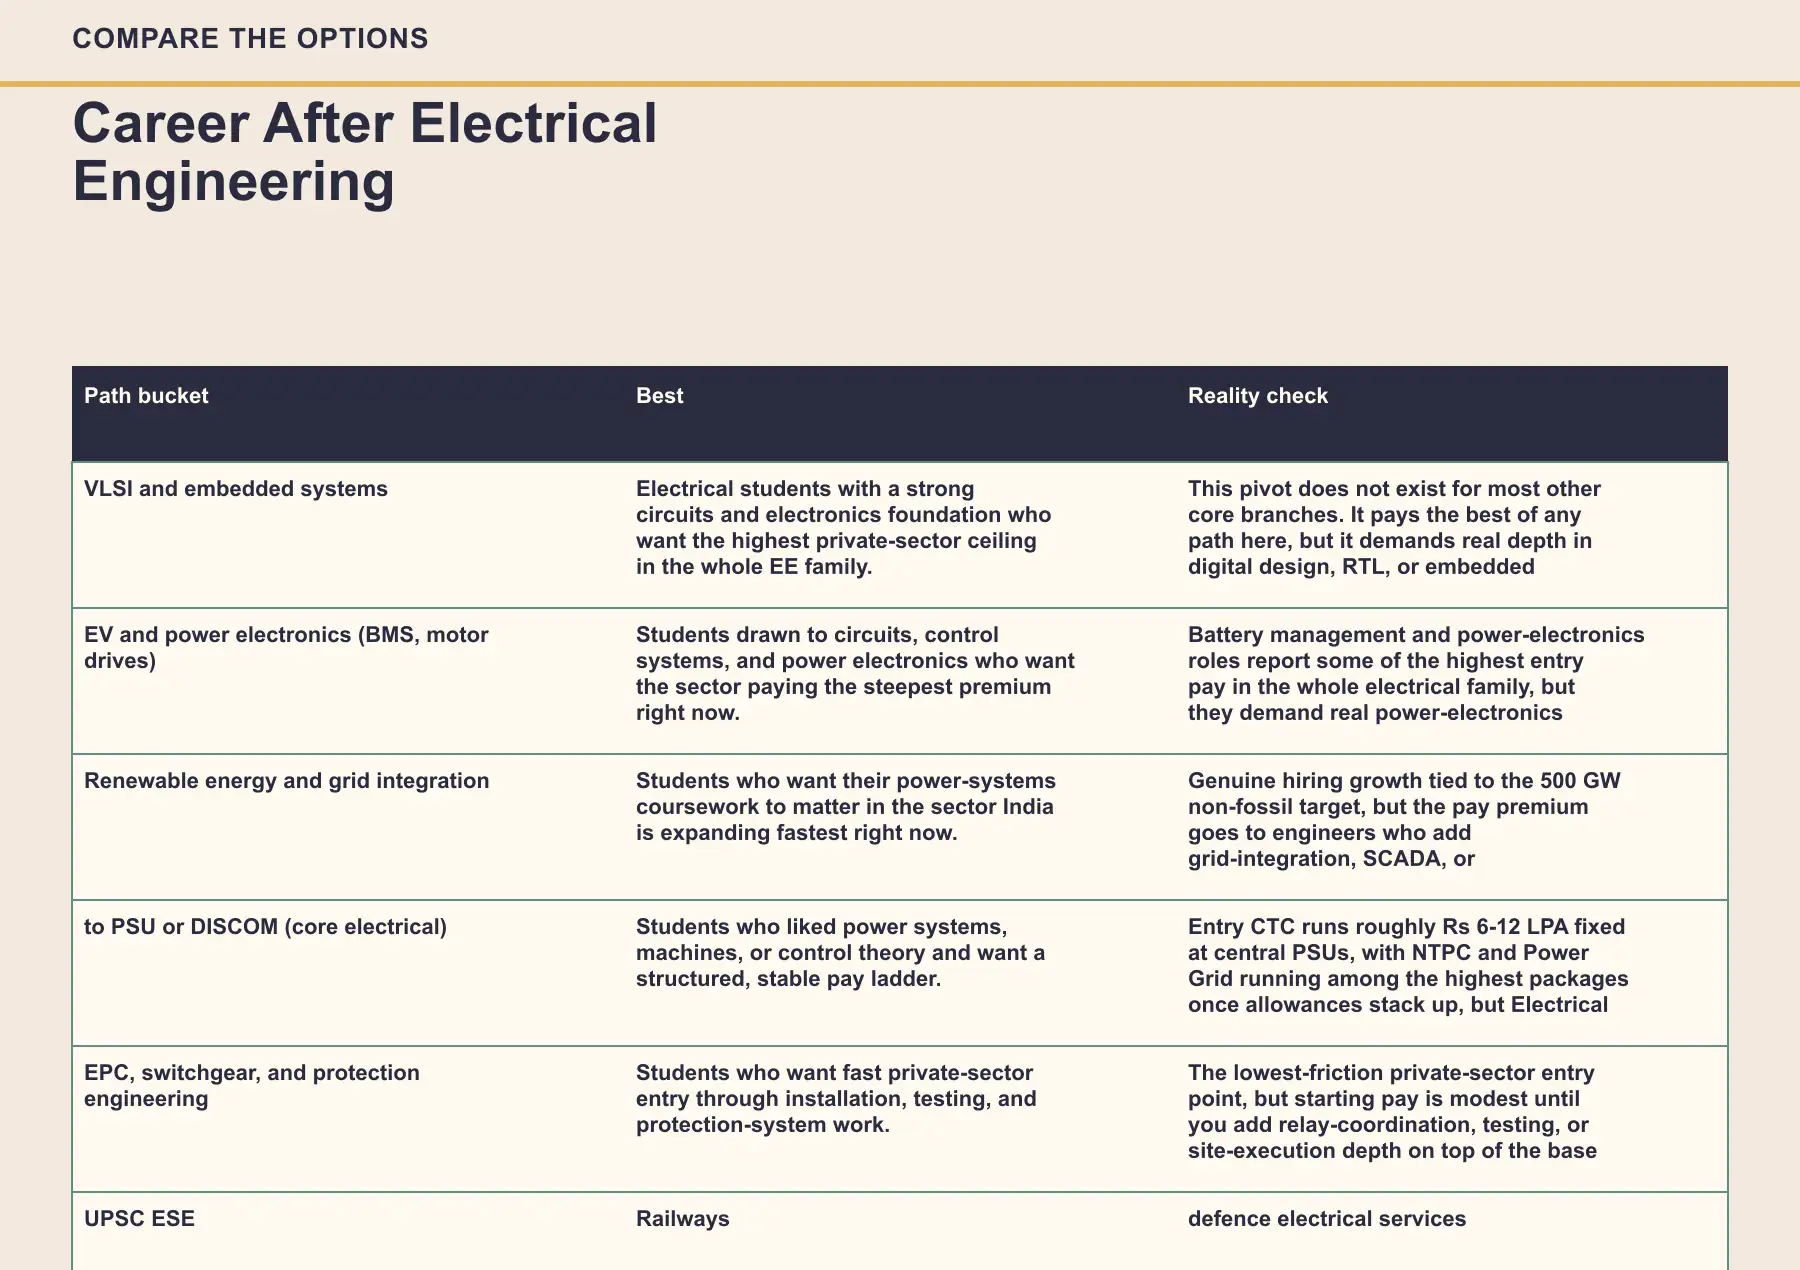 COMPARE THE OPTIONS
Career After Electrical
Engineering
Path bucket
Best
Reality check
VLSI and embedded systems
Electrical students with a strong
circuits and electronics foundation who
want the highest private-sector ceiling
in the whole EE family.
This pivot does not exist for most other
core branches. It pays the best of any
path here, but it demands real depth in
digital design, RTL, or embedded
EV and power electronics (BMS, motor
drives)
Students drawn to circuits, control
systems, and power electronics who want
the sector paying the steepest premium
right now.
Battery management and power-electronics
roles report some of the highest entry
pay in the whole electrical family, but
they demand real power-electronics
Renewable energy and grid integration
Students who want their power-systems
coursework to matter in the sector India
is expanding fastest right now.
Genuine hiring growth tied to the 500 GW
non-fossil target, but the pay premium
goes to engineers who add
grid-integration, SCADA, or
to PSU or DISCOM (core electrical)
Students who liked power systems,
machines, or control theory and want a
structured, stable pay ladder.
Entry CTC runs roughly Rs 6-12 LPA fixed
at central PSUs, with NTPC and Power
Grid running among the highest packages
once allowances stack up, but Electrical
EPC, switchgear, and protection
engineering
Students who want fast private-sector
entry through installation, testing, and
protection-system work.
The lowest-friction private-sector entry
point, but starting pay is modest until
you add relay-coordination, testing, or
site-execution depth on top of the base
UPSC ESE
Railways
defence electrical services